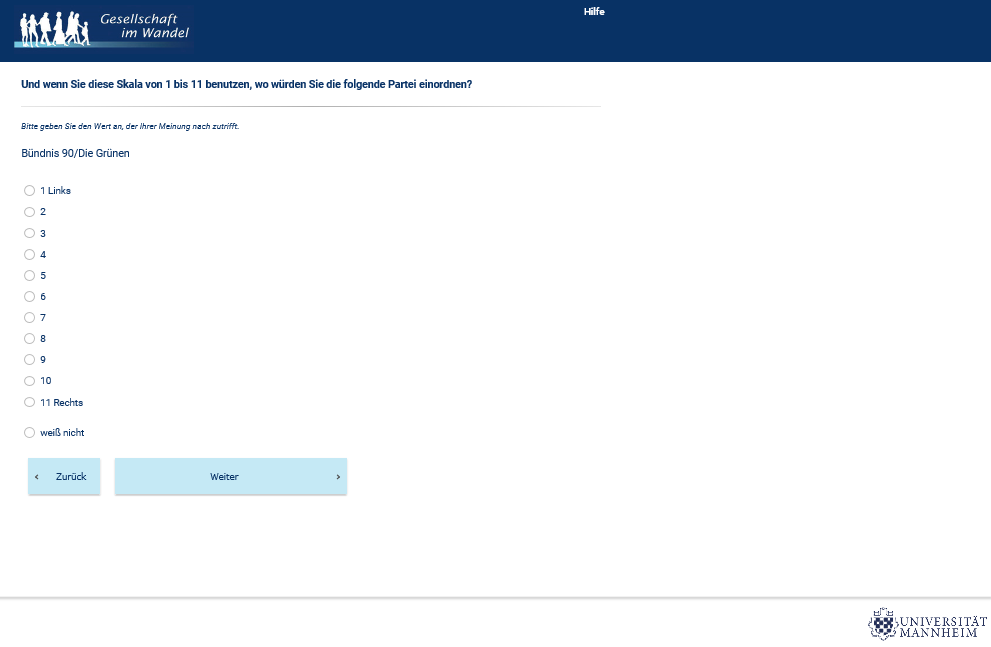 Gesellschaft
im Wandel
Hilfe
Und wenn Sie diese Skala von 1 bis 11 benutzen, wo würden Sie die folgende Partei einordnen?
Bitte geben Sie den Wert an, der Ihrer Meinung nach zutrifft.
Bündnis 90/Die Grünen
1 Links
2
3
4
5
6
7
8
9
10
11 Rechts
weiß nicht
‹ Zurück
Weiter ›
UNIVERSITÄT
MANNHEIM